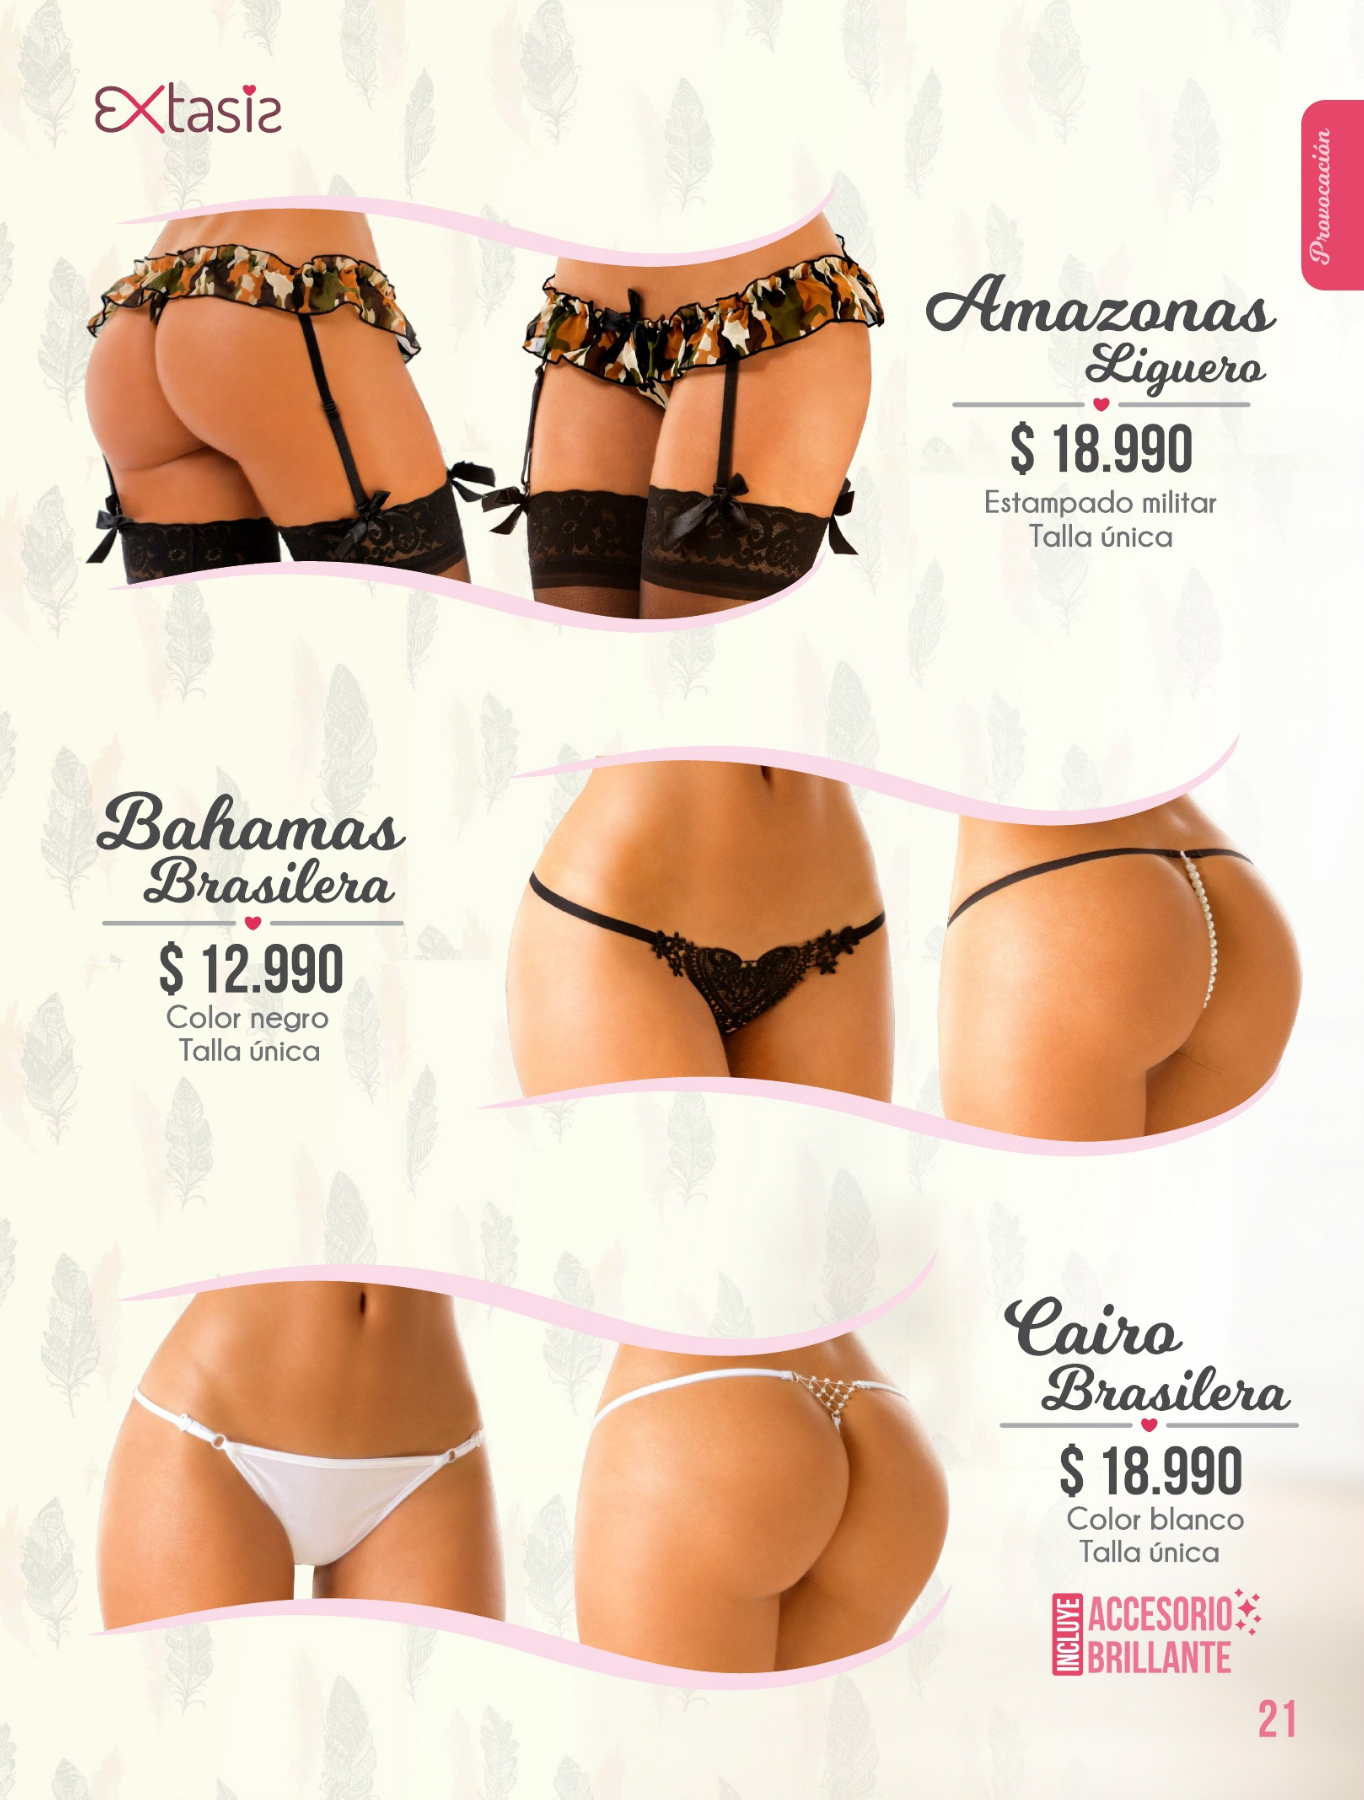 Extasis
Provocación
Amazonas
Liguero
$ 18.990
Estampado militar
Talla única
Bahamas
Brasilera
$ 12.990
Color negro
Talla única
Cairo
Brasilera
$ 18.990
Color blanco
Talla única
INCLUYE
ACCESORIO
BRILLANTE
21